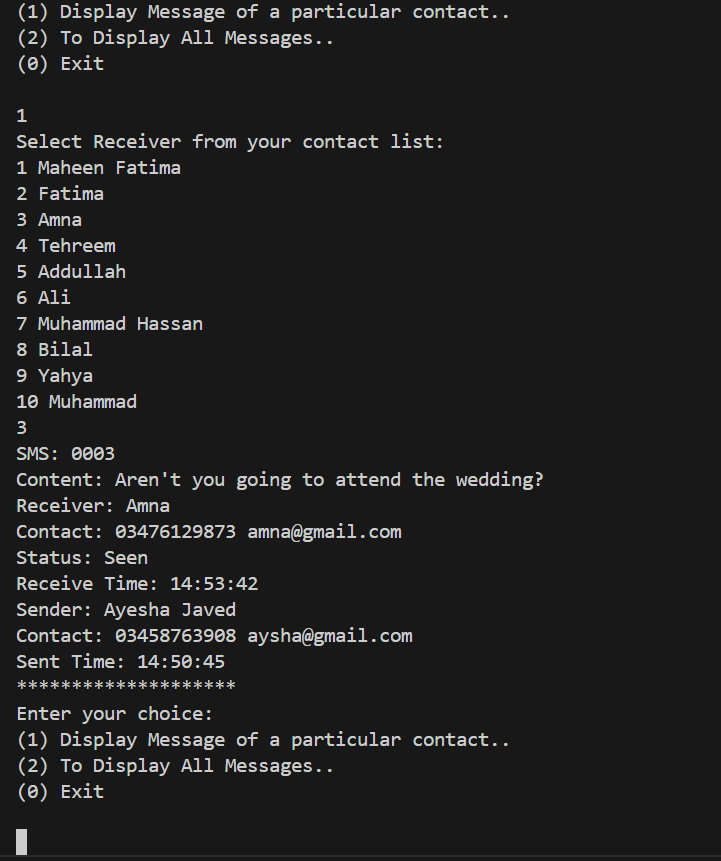 (1) Display Message of a particular contact..
(2) To Display All Messages..
(0) Exit
1
Select Receiver from your contact list:
1 Maheen Fatima
2 Fatima
3 Amna
4 Tehreem
5 Addullah
6 Ali
7 Muhammad Hassan
8 Bilal
9 Yahya
10 Muhammad
3
SMS: 0003
Content: Aren't you going to attend the wedding?
Receiver: Amna
Contact: 03476129873 amna@gmail.com
Status: Seen
Receive Time: 14:53:42
Sender: Ayesha Javed
Contact: 03458763908 aysha@gmail.com
Sent Time: 14:50:45
********************
Enter your choice:
(1) Display Message of a particular contact..
(2) To Display All Messages..
(0) Exit